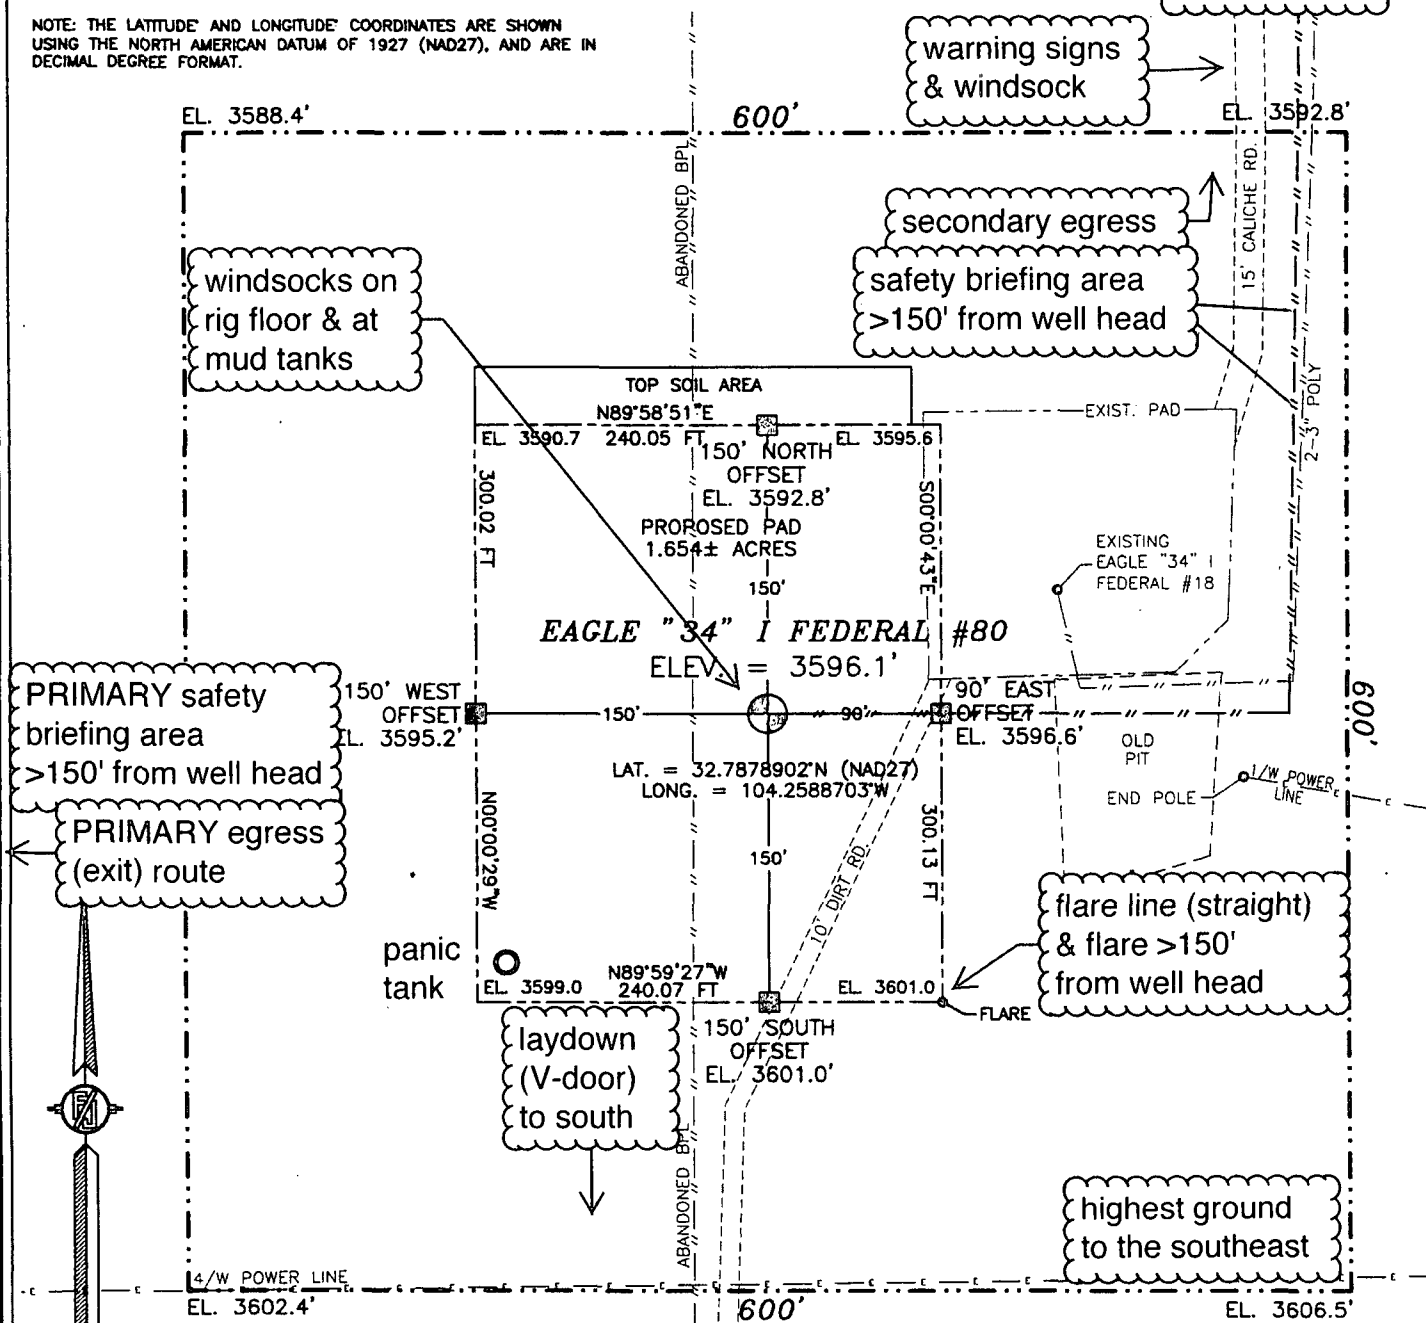 NOTE: THE LATITUDE AND LONGITUDE COORDINATES ARE SHOWN
USING THE NORTH AMERICAN DATUM OF 1927 (NAD27), AND ARE IN
DECIMAL DEGREE FORMAT.
warning signs
& windsock
EL. 3588.4'
600'
EL. 3592.8'
ABANDONED BPL
15' CALICHE RD.
secondary egress
safety briefing area
>150' from well head
windsocks on
rig floor & at
mud tanks
TOP SOIL AREA
N89°58'51"E
EL. 3590.7
240.05 FT
EL. 3595.6
EXIST. PAD
2-3" POLY
150' NORTH
OFFSET
EL. 3592.8'
300.02 FT
S00°00'43"E
PROPOSED PAD
1.654± ACRES
150'
EXISTING
EAGLE "34" I
FEDERAL #18
EAGLE "34" I FEDERAL #80
ELEV. = 3596.1'
PRIMARY safety
briefing area
>150' from well head
150' WEST
OFFSET
EL. 3595.2'
150'
90'
90' EAST
OFFSET
EL. 3596.6'
600'
OLD
PIT
LAT. = 32.7878902°N (NAD27)
LONG. = 104.2588703°W
END POLE
1/W POWER
LINE
PRIMARY egress
(exit) route
N00°00'29"W
150'
300.13 FT
10' DIRT RD.
flare line (straight)
& flare >150'
from well head
panic
tank
N89°59'27"W
EL. 3599.0
240.07 FT
EL. 3601.0
FLARE
150' SOUTH
OFFSET
EL. 3601.0'
laydown
(V-door)
to south
ABANDONED BPL
highest ground
to the southeast
4/W POWER LINE
E E E E E E E E E E
EL. 3602.4'
600'
EL. 3606.5'